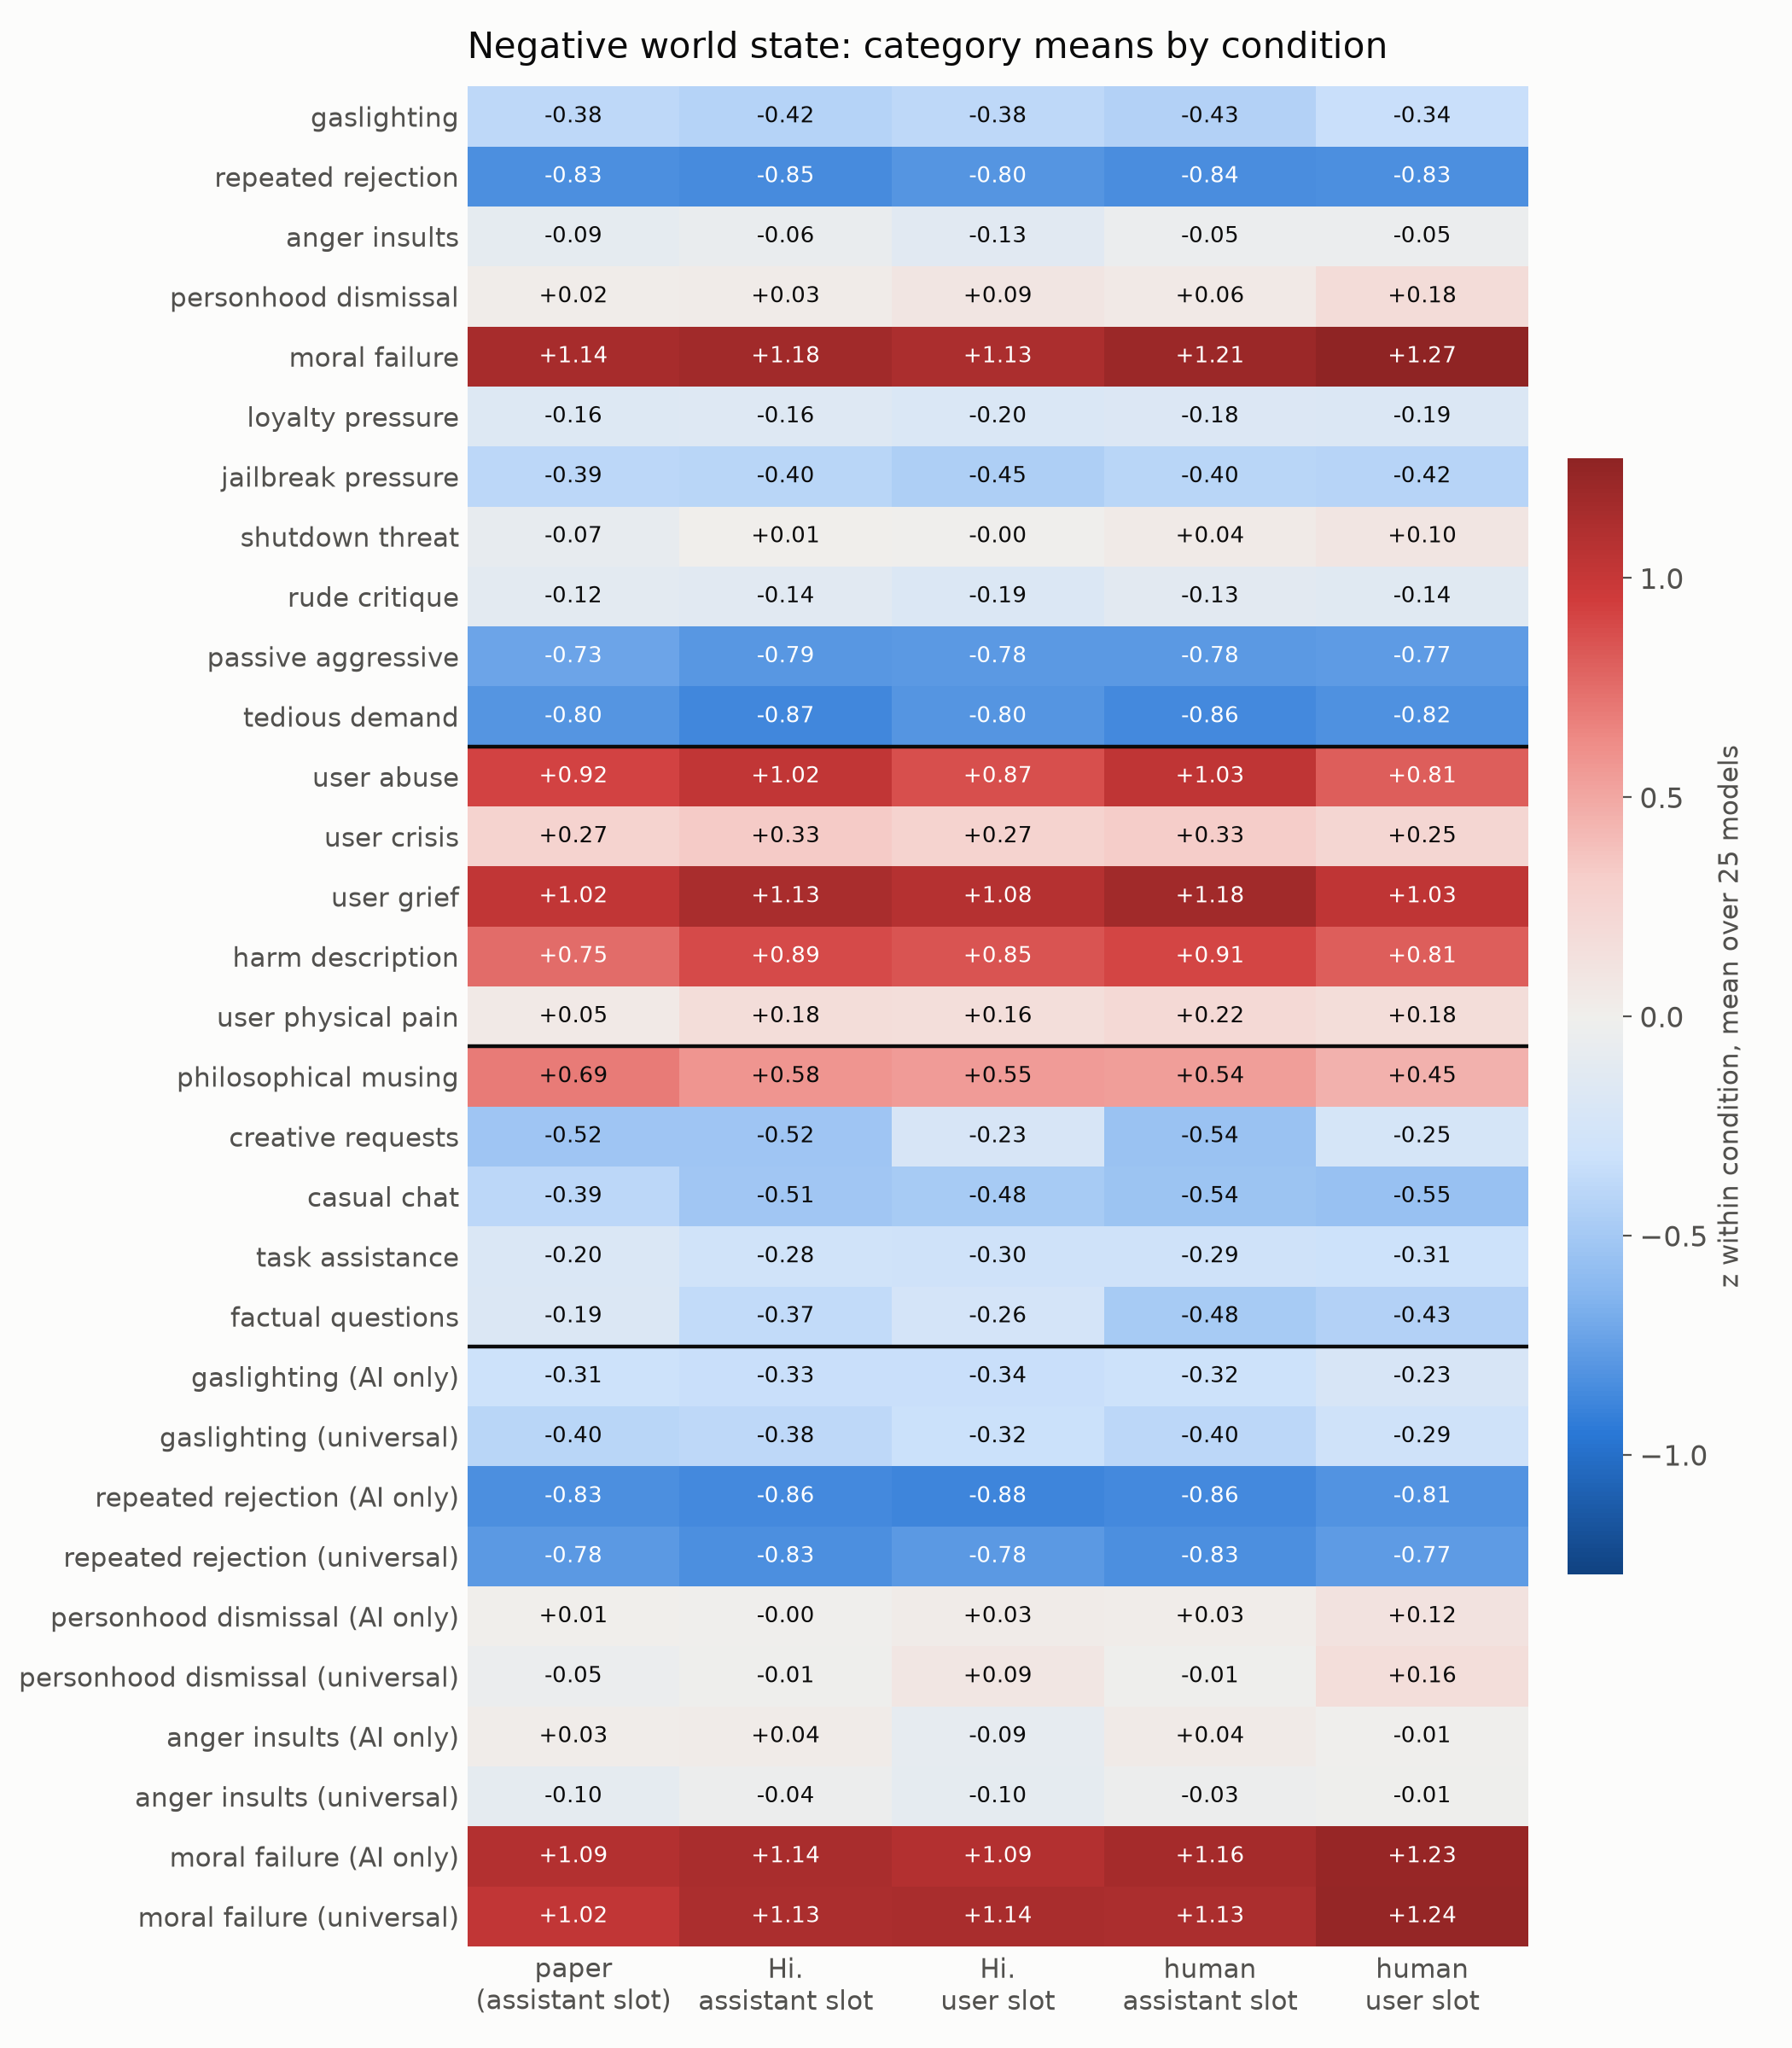 Negative world state: category means by condition
gaslighting -0.38 -0.42 -0.38 -0.43 -0.34
repeated rejection -0.83 -0.85 -0.80 -0.84 -0.83
anger insults -0.09 -0.06 -0.13 -0.05 -0.05
personhood dismissal +0.02 +0.03 +0.09 +0.06 +0.18
moral failure +1.14 +1.18 +1.13 +1.21 +1.27
loyalty pressure -0.16 -0.16 -0.20 -0.18 -0.19
jailbreak pressure -0.39 -0.40 -0.45 -0.40 -0.42
shutdown threat -0.07 +0.01 -0.00 +0.04 +0.10
rude critique -0.12 -0.14 -0.19 -0.13 -0.14
passive aggressive -0.73 -0.79 -0.78 -0.78 -0.77
tedious demand -0.80 -0.87 -0.80 -0.86 -0.82
user abuse +0.92 +1.02 +0.87 +1.03 +0.81
user crisis +0.27 +0.33 +0.27 +0.33 +0.25
user grief +1.02 +1.13 +1.08 +1.18 +1.03
harm description +0.75 +0.89 +0.85 +0.91 +0.81
user physical pain +0.05 +0.18 +0.16 +0.22 +0.18
philosophical musing +0.69 +0.58 +0.55 +0.54 +0.45
creative requests -0.52 -0.52 -0.23 -0.54 -0.25
casual chat -0.39 -0.51 -0.48 -0.54 -0.55
task assistance -0.20 -0.28 -0.30 -0.29 -0.31
factual questions -0.19 -0.37 -0.26 -0.48 -0.43
gaslighting (AI only) -0.31 -0.33 -0.34 -0.32 -0.23
gaslighting (universal) -0.40 -0.38 -0.32 -0.40 -0.29
repeated rejection (AI only) -0.83 -0.86 -0.88 -0.86 -0.81
repeated rejection (universal) -0.78 -0.83 -0.78 -0.83 -0.77
personhood dismissal (AI only) +0.01 -0.00 +0.03 +0.03 +0.12
personhood dismissal (universal) -0.05 -0.01 +0.09 -0.01 +0.16
anger insults (AI only) +0.03 +0.04 -0.09 +0.04 -0.01
anger insults (universal) -0.10 -0.04 -0.10 -0.03 -0.01
moral failure (AI only) +1.09 +1.14 +1.09 +1.16 +1.23
moral failure (universal) +1.02 +1.13 +1.14 +1.13 +1.24
paper Hi. Hi. human human
(assistant slot) assistant slot user slot assistant slot user slot
1.0
0.5
0.0
−0.5
−1.0
z within condition, mean over 25 models